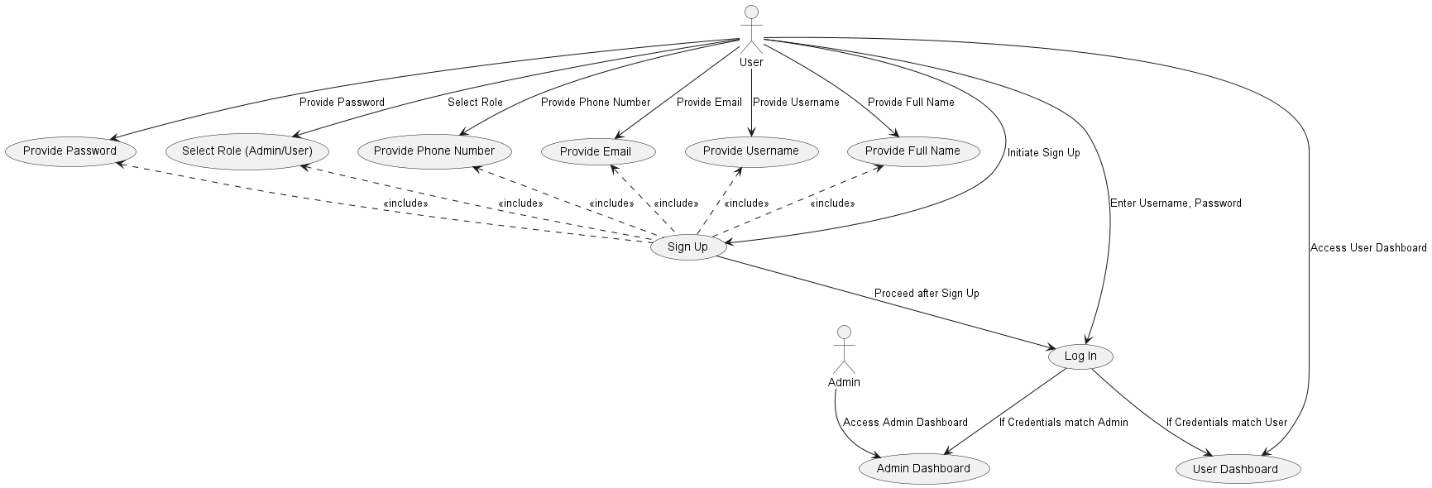 User
Provide Password
Select Role
Provide Phone Number
Provide Email
Provide Username
Provide Full Name
Provide Password
Select Role (Admin/User)
Provide Phone Number
Provide Email
Provide Username
Provide Full Name
Initiate Sign Up
«include»
«include»
«include»
«include»
«include»
«include»
Enter Username, Password
Sign Up
Access User Dashboard
Proceed after Sign Up
Log In
Admin
Access Admin Dashboard
If Credentials match Admin
If Credentials match User
Admin Dashboard
User Dashboard